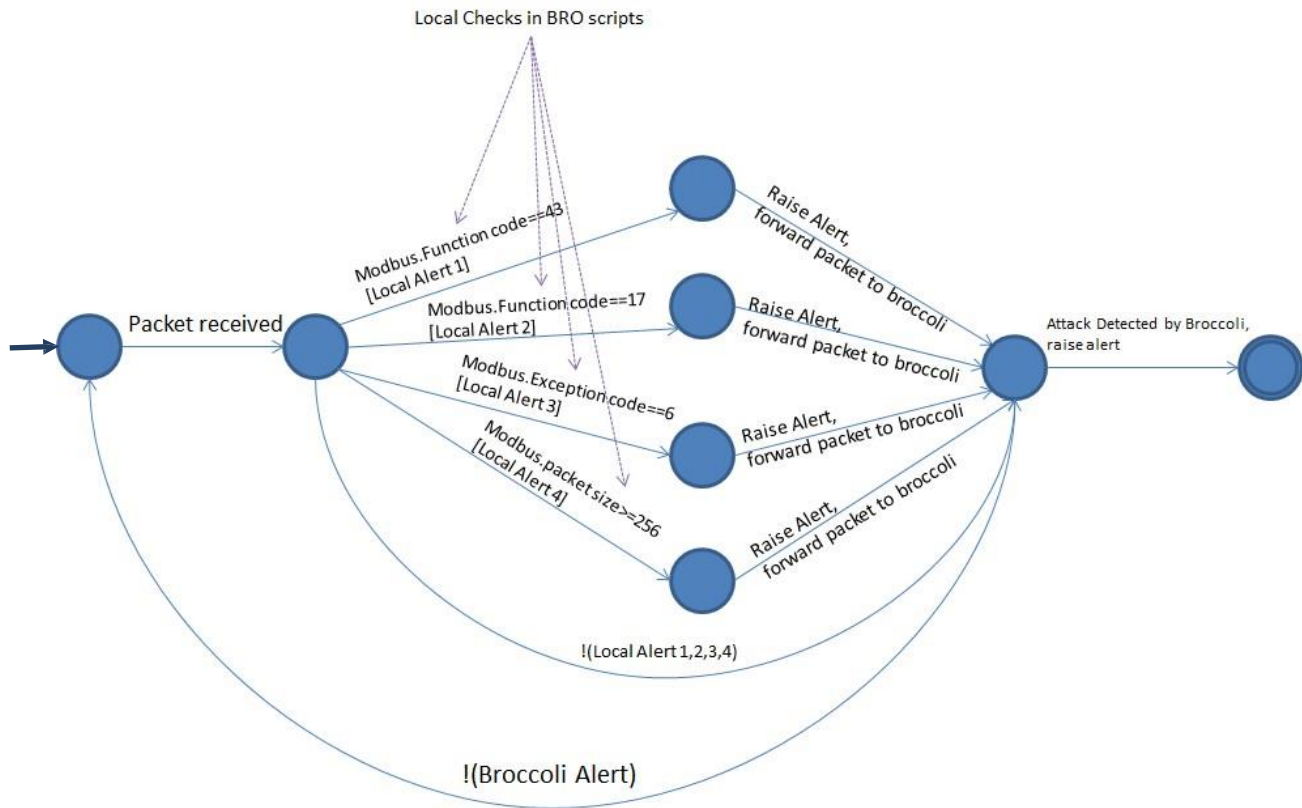 Local Checks in BRO scripts
Packet received
Modbus.Function code==43
[Local Alert 1]
Modbus.Function code==17
[Local Alert 2]
Modbus.Exception code==6
[Local Alert 3]
Modbus.packet size>=256
[Local Alert 4]
Raise Alert,
forward packet to broccoli
Raise Alert,
forward packet to broccoli
Raise Alert,
forward packet to broccoli
Raise Alert,
forward packet to broccoli
Attack Detected by Broccoli,
raise alert
!(Local Alert 1,2,3,4)
!(Broccoli Alert)